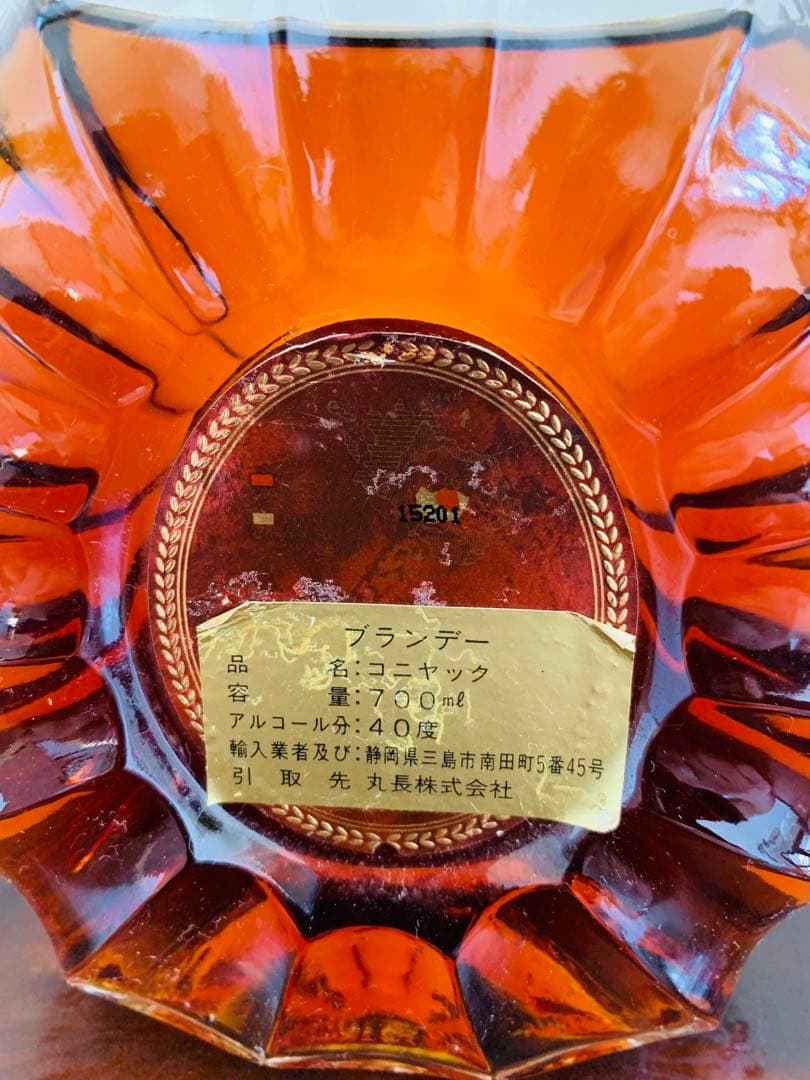 PARIS
15201
ブランデー
品名:コニヤック
容量:700㎖
アルコール分:40度
輸入業者及び:静岡県三島市南田町5番45号
引取先 丸長株式会社